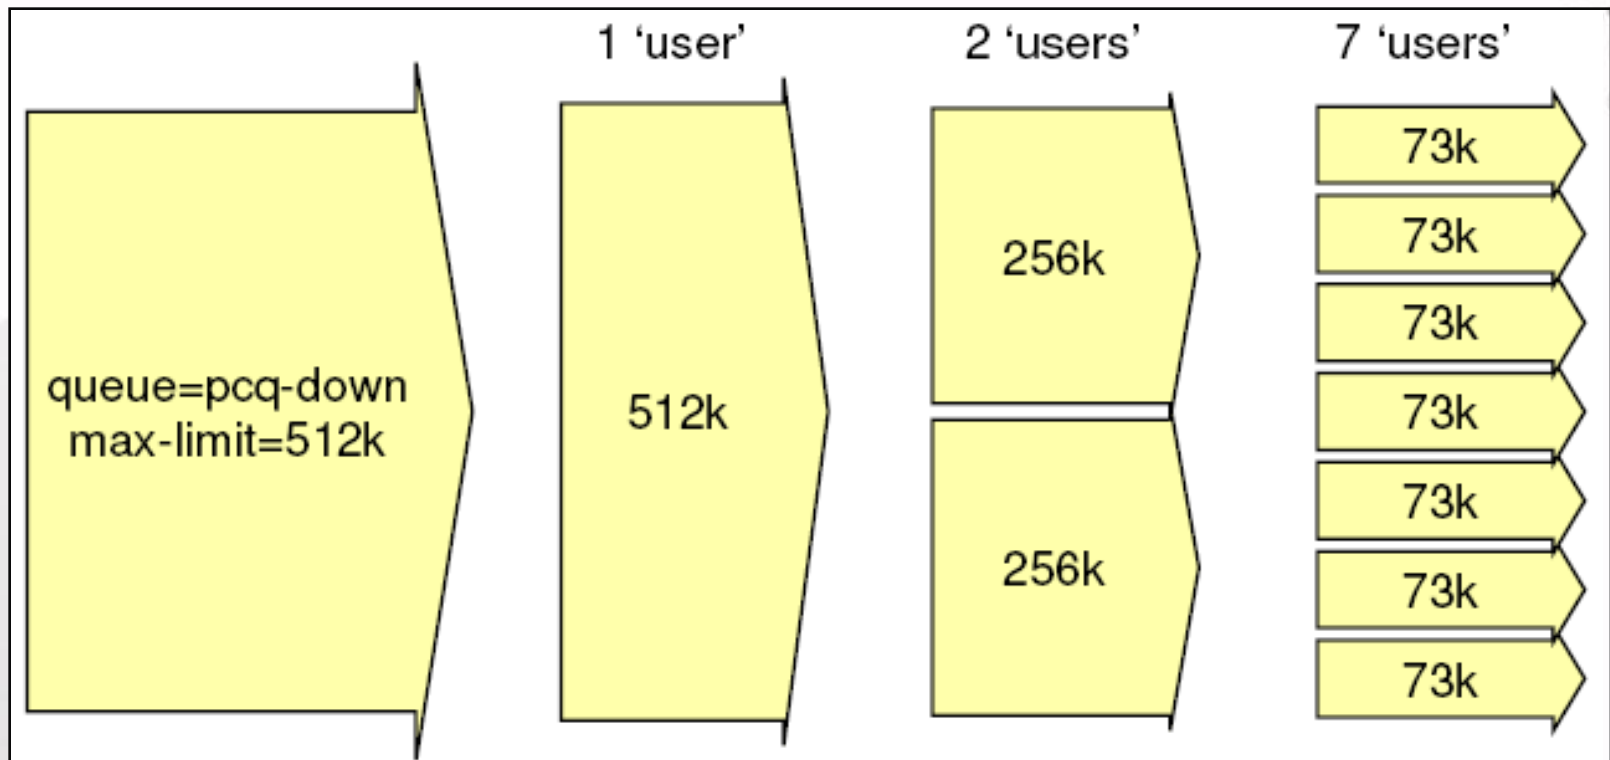 1 ‘user’
2 ‘users’
7 ‘users’
queue=pcq-down
max-limit=512k
512k
256k
256k
73k
73k
73k
73k
73k
73k
73k